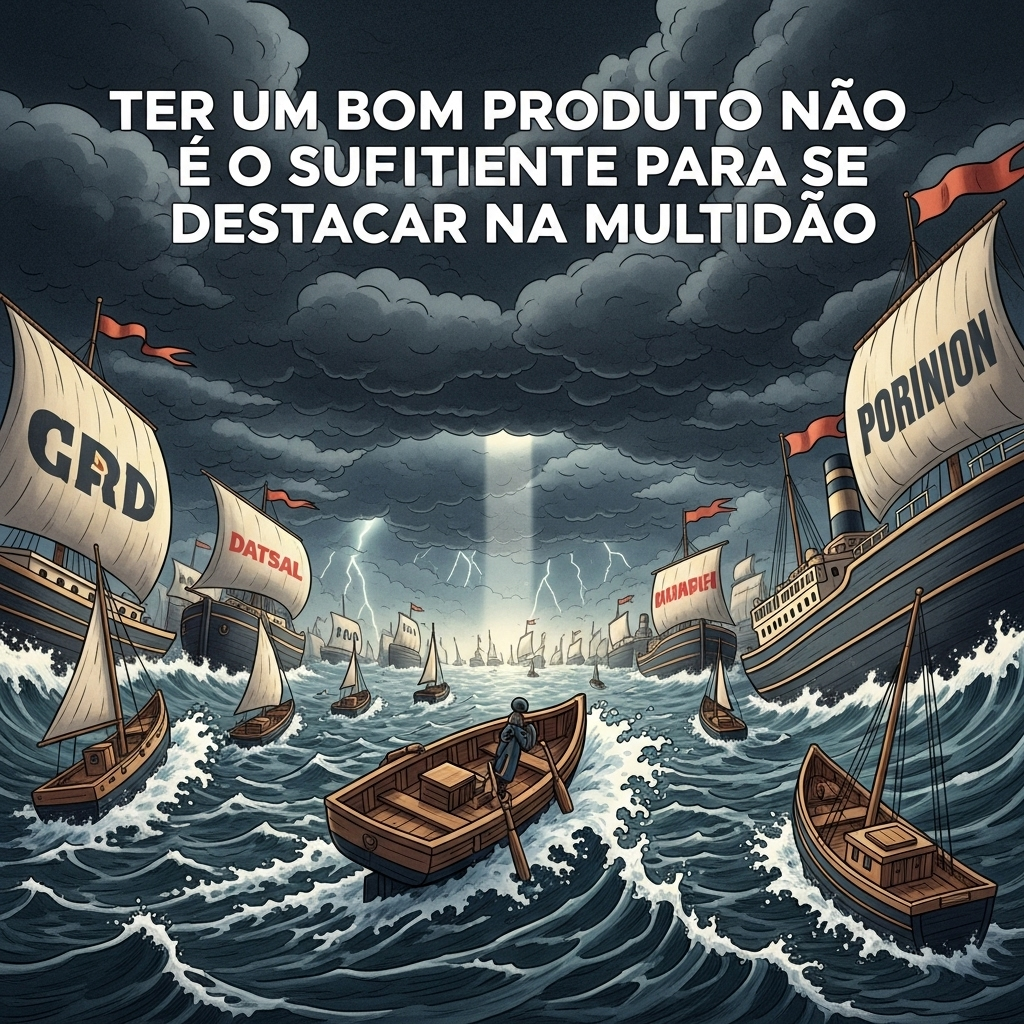 TER UM BOM PRODUTO NÃO
É O SUFITIENTE PARA SE
DESTACAR NA MULTIDÃO
GRD
DATSAL
PORINION